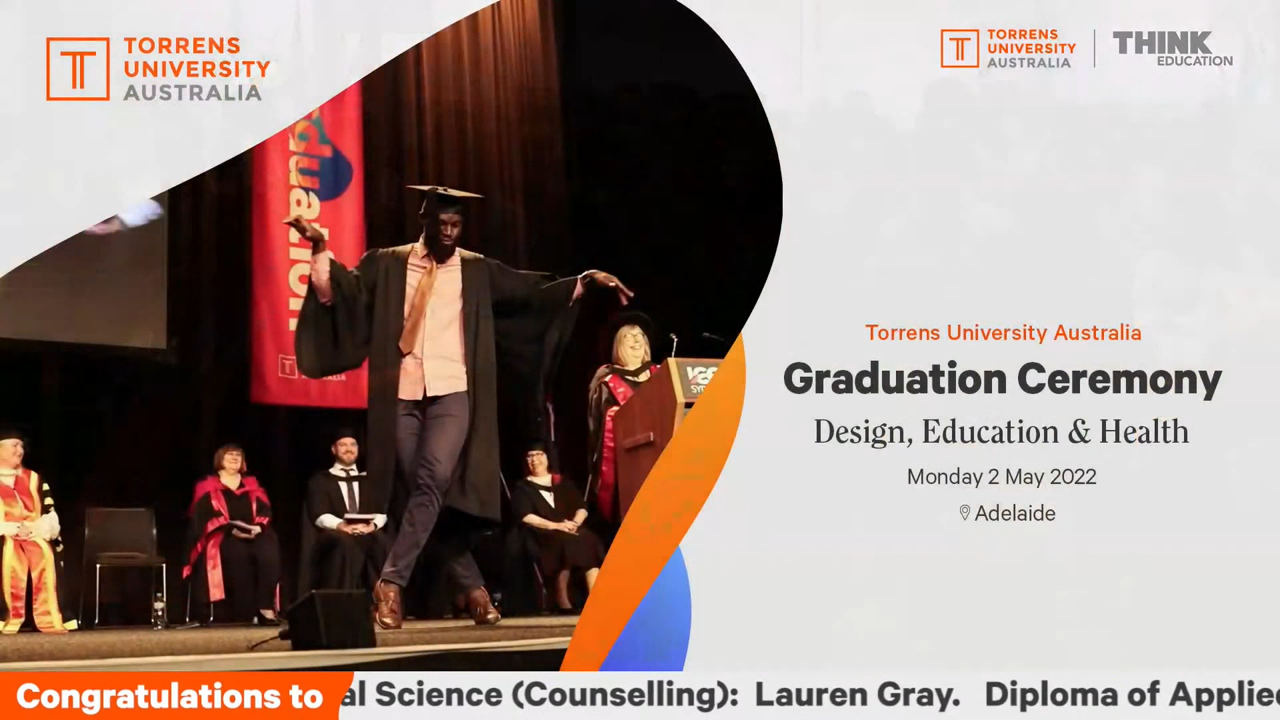 TORRENS
UNIVERSITY
AUSTRALIA
TORRENS
UNIVERSITY
AUSTRALIA
THINK
EDUCATION
Torrens University Australia
Graduation Ceremony
Design, Education & Health
Monday 2 May 2022
Adelaide
Congratulations to
al Science (Counselling): Lauren Gray. Diploma of Applied